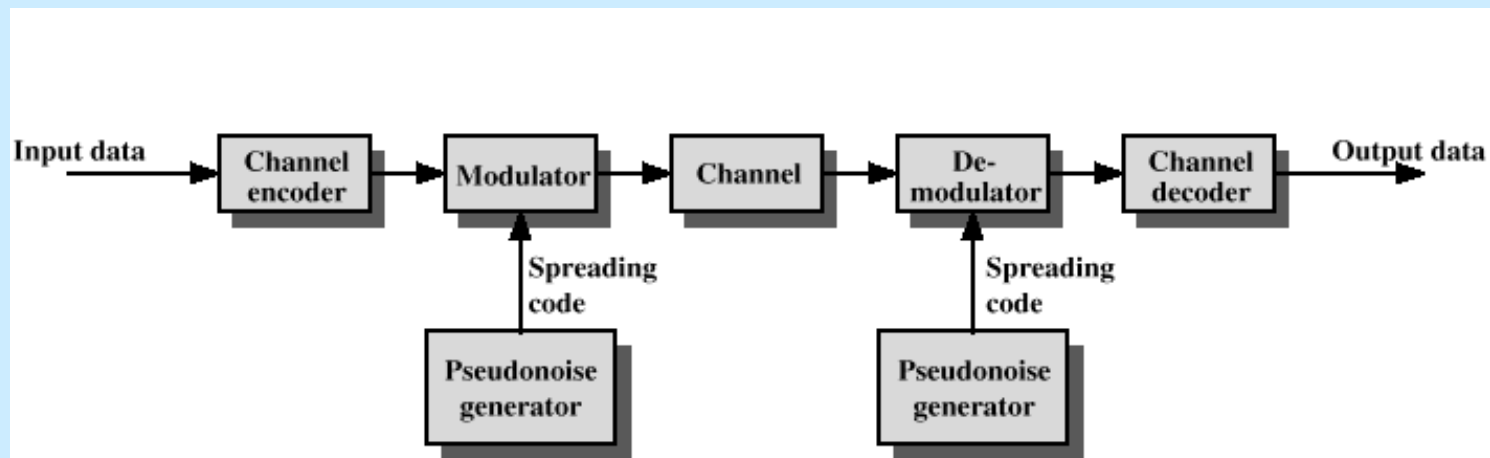 Input data
Channel
encoder
Modulator
Channel
De-
modulator
Channel
decoder
Output data
Spreading
code
Spreading
code
Pseudonoise
generator
Pseudonoise
generator